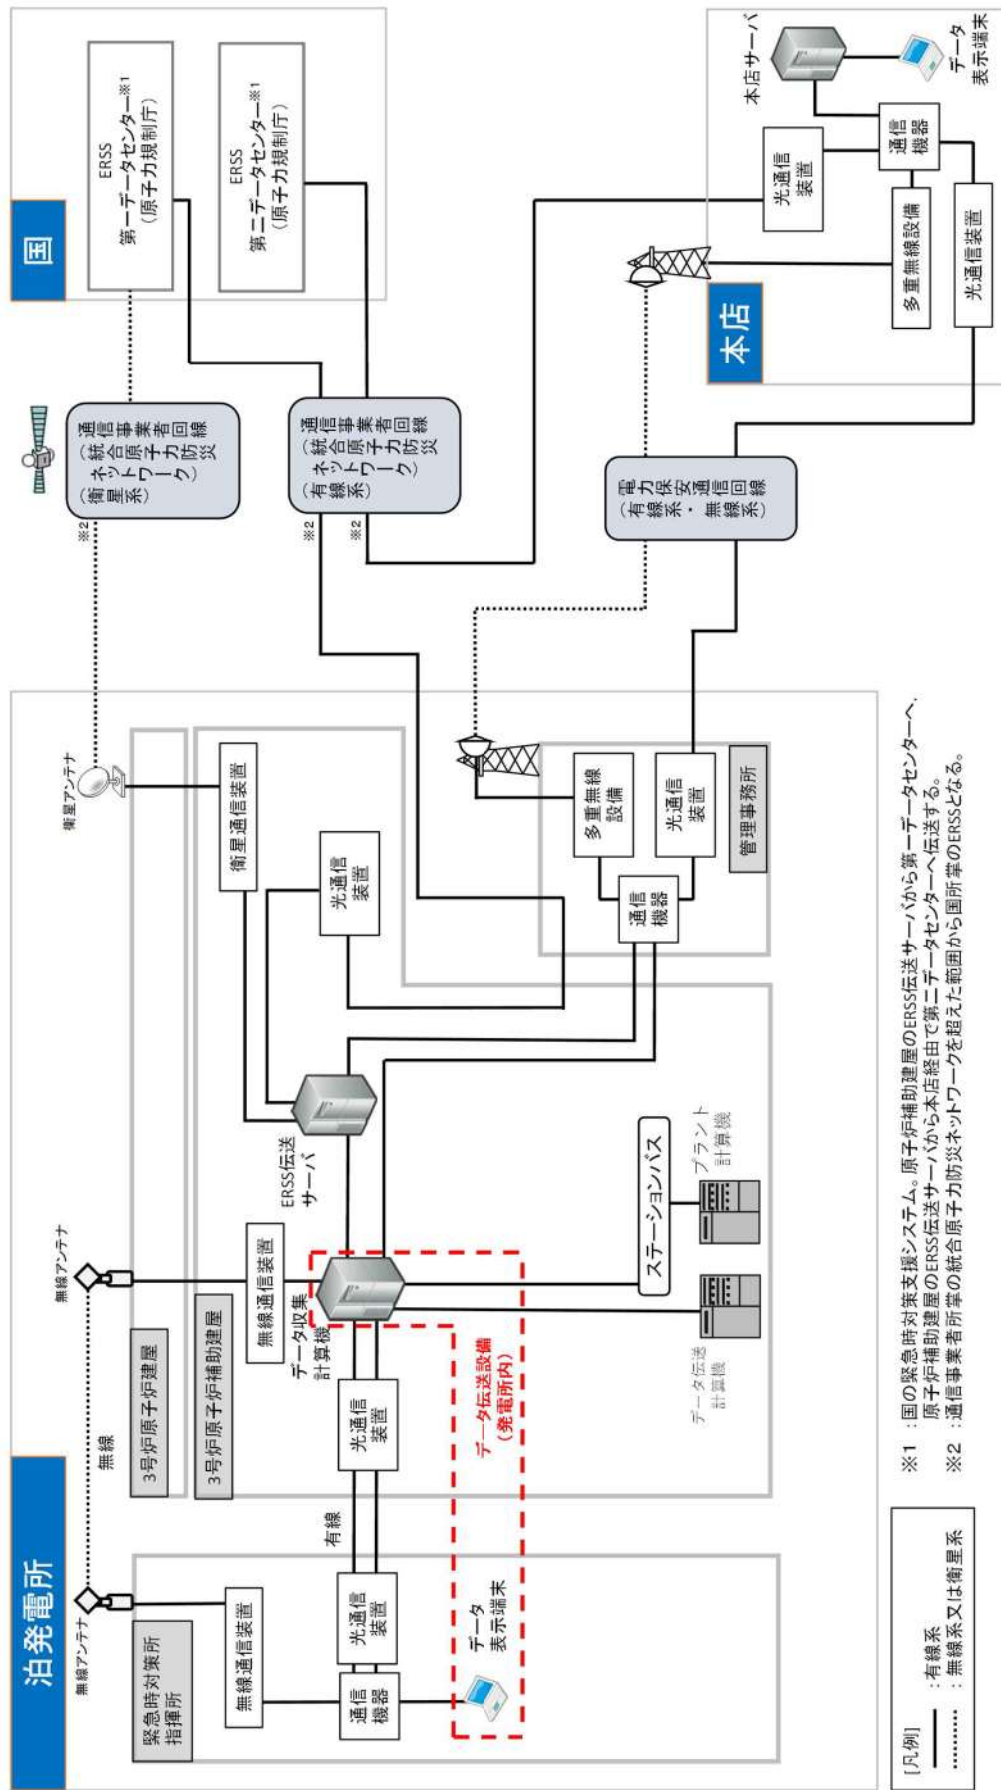 泊発電所
緊急時対策所
指揮所
無線アンテナ
無線
無線アンテナ
衛星アンテナ
3号炉原子炉建屋
3号炉原子炉補助建屋
無線通信装置
通信
機器
光通信
装置
データ
表示端末
有線
光通信
装置
無線通信装置
データ収集
計算機
データ伝送設備
(発電所内)
ERSS伝送
サーバ
衛星通信装置
光通信
装置
ステーションバス
データ伝送
計算機
プラント
計算機
通信
機器
多重無線
設備
光通信
装置
管理事務所
※2
通信事業者回線
(統合原子力防災
ネットワーク)
(衛星系)
※2
※2
通信事業者回線
(統合原子力防災
ネットワーク)
(有線系)
電力保安通信回線
(有線系・無線系)
国
ERSS
第一データセンター※1
(原子力規制庁)
ERSS
第二データセンター※1
(原子力規制庁)
本店
光通信
装置
多重無線設備
光通信装置
通信
機器
本店サーバ
データ
表示端末
[凡例]
:有線系
:無線系又は衛星系
※1 :国の緊急時対策支援システム。原子炉補助建屋のERSS伝送サーバから第一データセンターへ、
原子炉補助建屋のERSS伝送サーバから本店経由で第二データセンターへ伝送する。
※2 :通信事業者所掌の統合原子力防災ネットワークを超えた範囲から国所掌のERSSとなる。